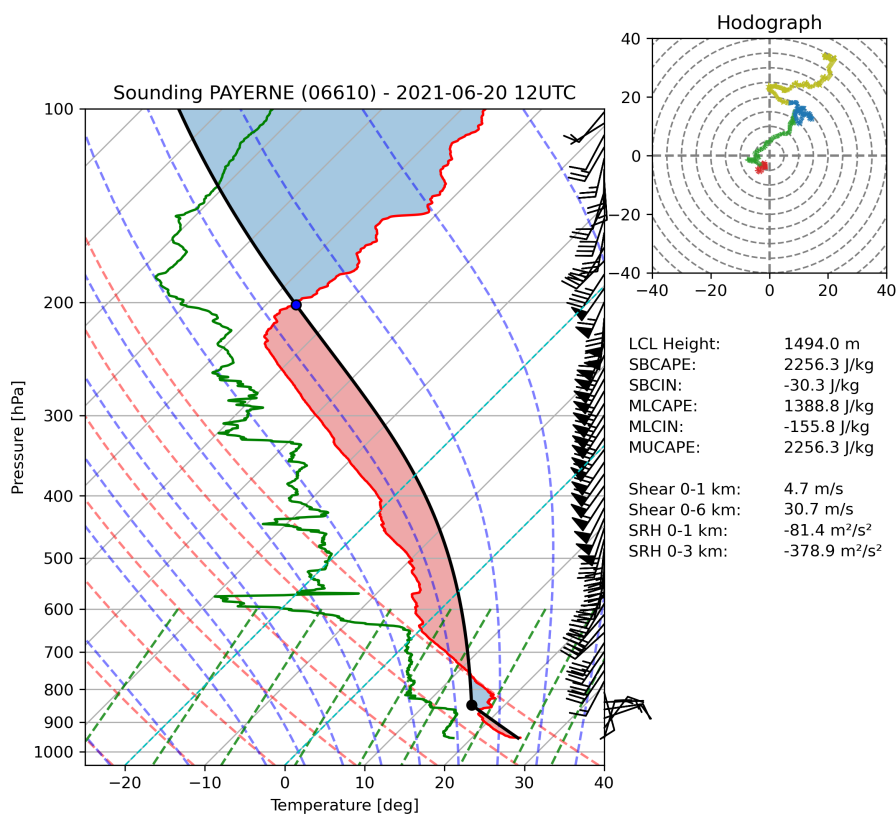 Hodograph
40
20
0
−20
−40
−40 −20 0 20 40
Sounding PAYERNE (06610) - 2021-06-20 12UTC
100
200
300
400
500
600
700
800
900
1000
Pressure [hPa]
−20 −10 0 10 20 30 40
Temperature [deg]
LCL Height: 1494.0 m
SBCAPE: 2256.3 J/kg
SBCIN: -30.3 J/kg
MLCAPE: 1388.8 J/kg
MLCIN: -155.8 J/kg
MUCAPE: 2256.3 J/kg
Shear 0-1 km: 4.7 m/s
Shear 0-6 km: 30.7 m/s
SRH 0-1 km: -81.4 m²/s²
SRH 0-3 km: -378.9 m²/s²